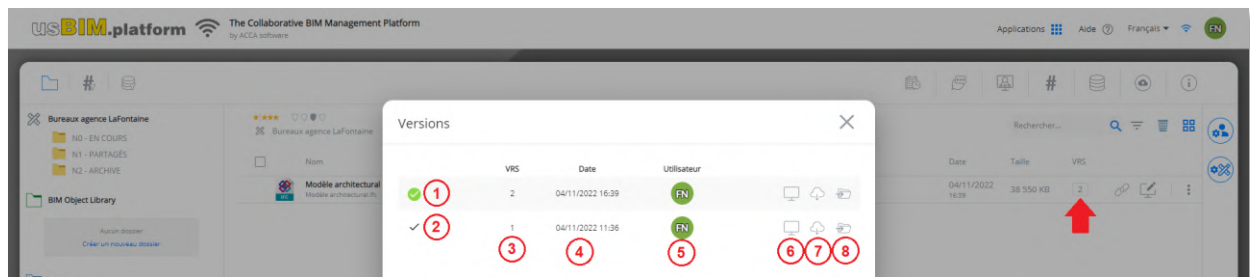 usBIM.platform
The Collaborative BIM Management Platform
by ACCA software
Applications
Aide
Français
FN
#
#
Bureaux agence LaFontaine
N0 - EN COURS
N1 - PARTAGÉS
N2 - ARCHIVE
BIM Object Library
Aucun dossier
Créer un nouveau dossier
Bureaux agence LaFontaine
Nom
Modèle architectural
Modèle architectural.ifc
IFC
Versions
VRS Date Utilisateur
1 2 04/11/2022 16:39 FN
2 1 04/11/2022 11:36 FN
3 4 5 6 7 8
Rechercher...
Date Taille VRS
04/11/2022
16:39
38 550 KB 2